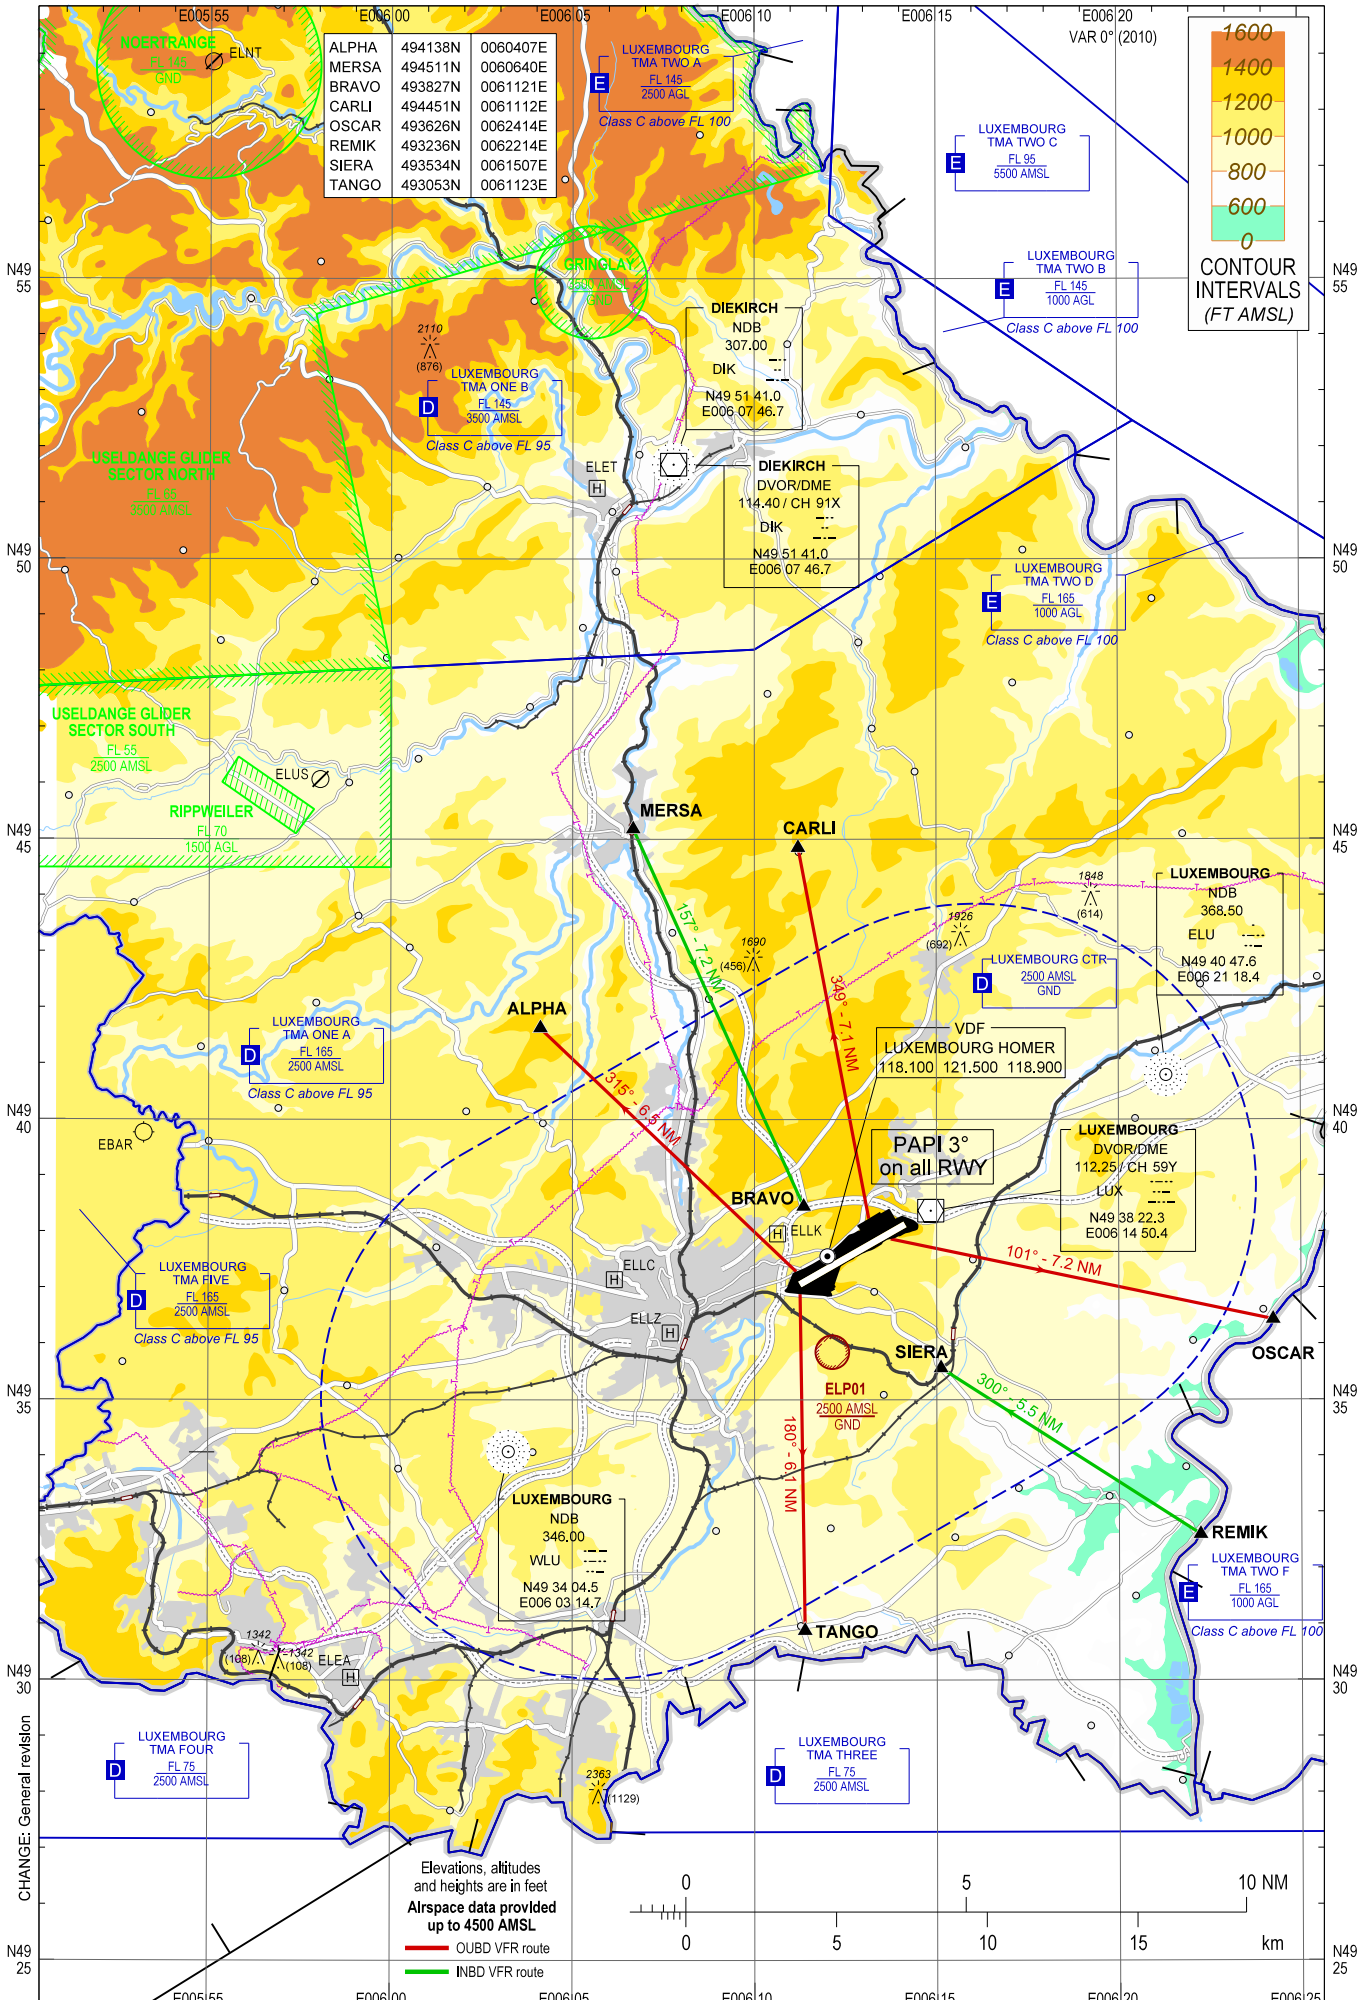 E005 55
E006 00
E006 05
E006 10
E006 15
E006 20
VAR 0° (2010)
1600
1400
1200
1000
800
600
0
CONTOUR
INTERVALS
(FT AMSL)
NOERTRANGE
FL 145
GND
ELNT
ALPHA 494138N 0060407E
MERSA 494511N 0060640E
BRAVO 493827N 0061121E
CARLI 494451N 0061112E
OSCAR 493626N 0062414E
REMIK 493236N 0062214E
SIERA 493534N 0061507E
TANGO 493053N 0061123E
LUXEMBOURG
TMA TWO A
E
FL 145
2500 AGL
Class C above FL 100
LUXEMBOURG
TMA TWO C
E
FL 95
5500 AMSL
LUXEMBOURG
TMA TWO B
E
FL 145
1000 AGL
Class C above FL 100
N49
55
N49
55
GRINGLAY
GND
DIEKIRCH
NDB
307.00
DIK
N49 51 41.0
E006 07 46.7
2110
(876)
LUXEMBOURG
TMA ONE B
D
FL 145
3500 AMSL
Class C above FL 95
USELDANGE GLIDER
SECTOR NORTH
2500 AMSL
ELET
H
DIEKIRCH
DVOR/DME
114.40 / CH 91X
DIK
N49 51 41.0
E006 07 46.7
N49
50
N49
50
LUXEMBOURG
TMA TWO D
E
FL 165
1000 AGL
Class C above FL 100
USELDANGE GLIDER
SECTOR SOUTH
FL 55
2500 AMSL
ELUS
RIPPWEILER
FL 70
1500 AGL
MERSA
CARLI
N49
45
N49
45
1848
(614)
1926
(692)
1690
(456)
LUXEMBOURG
NDB
368.50
ELU
N49 40 47.6
E006 21 18.4
LUXEMBOURG CTR
D
2500 AMSL
GND
157° - 7.2 NM
349° - 7.1 NM
ALPHA
315° - 6.5 NM
LUXEMBOURG
TMA ONE A
D
FL 165
2500 AMSL
Class C above FL 95
VDF
LUXEMBOURG HOMER
118.100 121.500 118.900
N49
40
N49
40
EBAR
PAPI 3°
on all RWY
LUXEMBOURG
DVOR/DME
112.25 / CH 59Y
LUX
N49 38 22.3
E006 14 50.4
BRAVO
H
ELLK
101° - 7.2 NM
ELLC
H
ELLZ
H
LUXEMBOURG
TMA FIVE
D
FL 165
2500 AMSL
Class C above FL 95
SIERA
OSCAR
ELP01
2500 AMSL
GND
300° - 5.5 NM
180° - 6.1 NM
N49
35
N49
35
LUXEMBOURG
NDB
346.00
WLU
N49 34 04.5
E006 03 14.7
REMIK
LUXEMBOURG
TMA TWO F
E
FL 165
1000 AGL
Class C above FL 100
TANGO
1342
(108)
1342
(108)
ELEA
H
N49
30
N49
30
LUXEMBOURG
TMA FOUR
D
FL 75
2500 AMSL
LUXEMBOURG
TMA THREE
D
FL 75
2500 AMSL
2363
(1129)
CHANGE: General revision
Elevations, altitudes
and heights are in feet
Airspace data provided
up to 4500 AMSL
OUBD VFR route
INBD VFR route
0 5 10 NM
0 5 10 15 km
N49
25
N49
25
E005 55
E006 00
E006 05
E006 10
E006 15
E006 20
E006 25